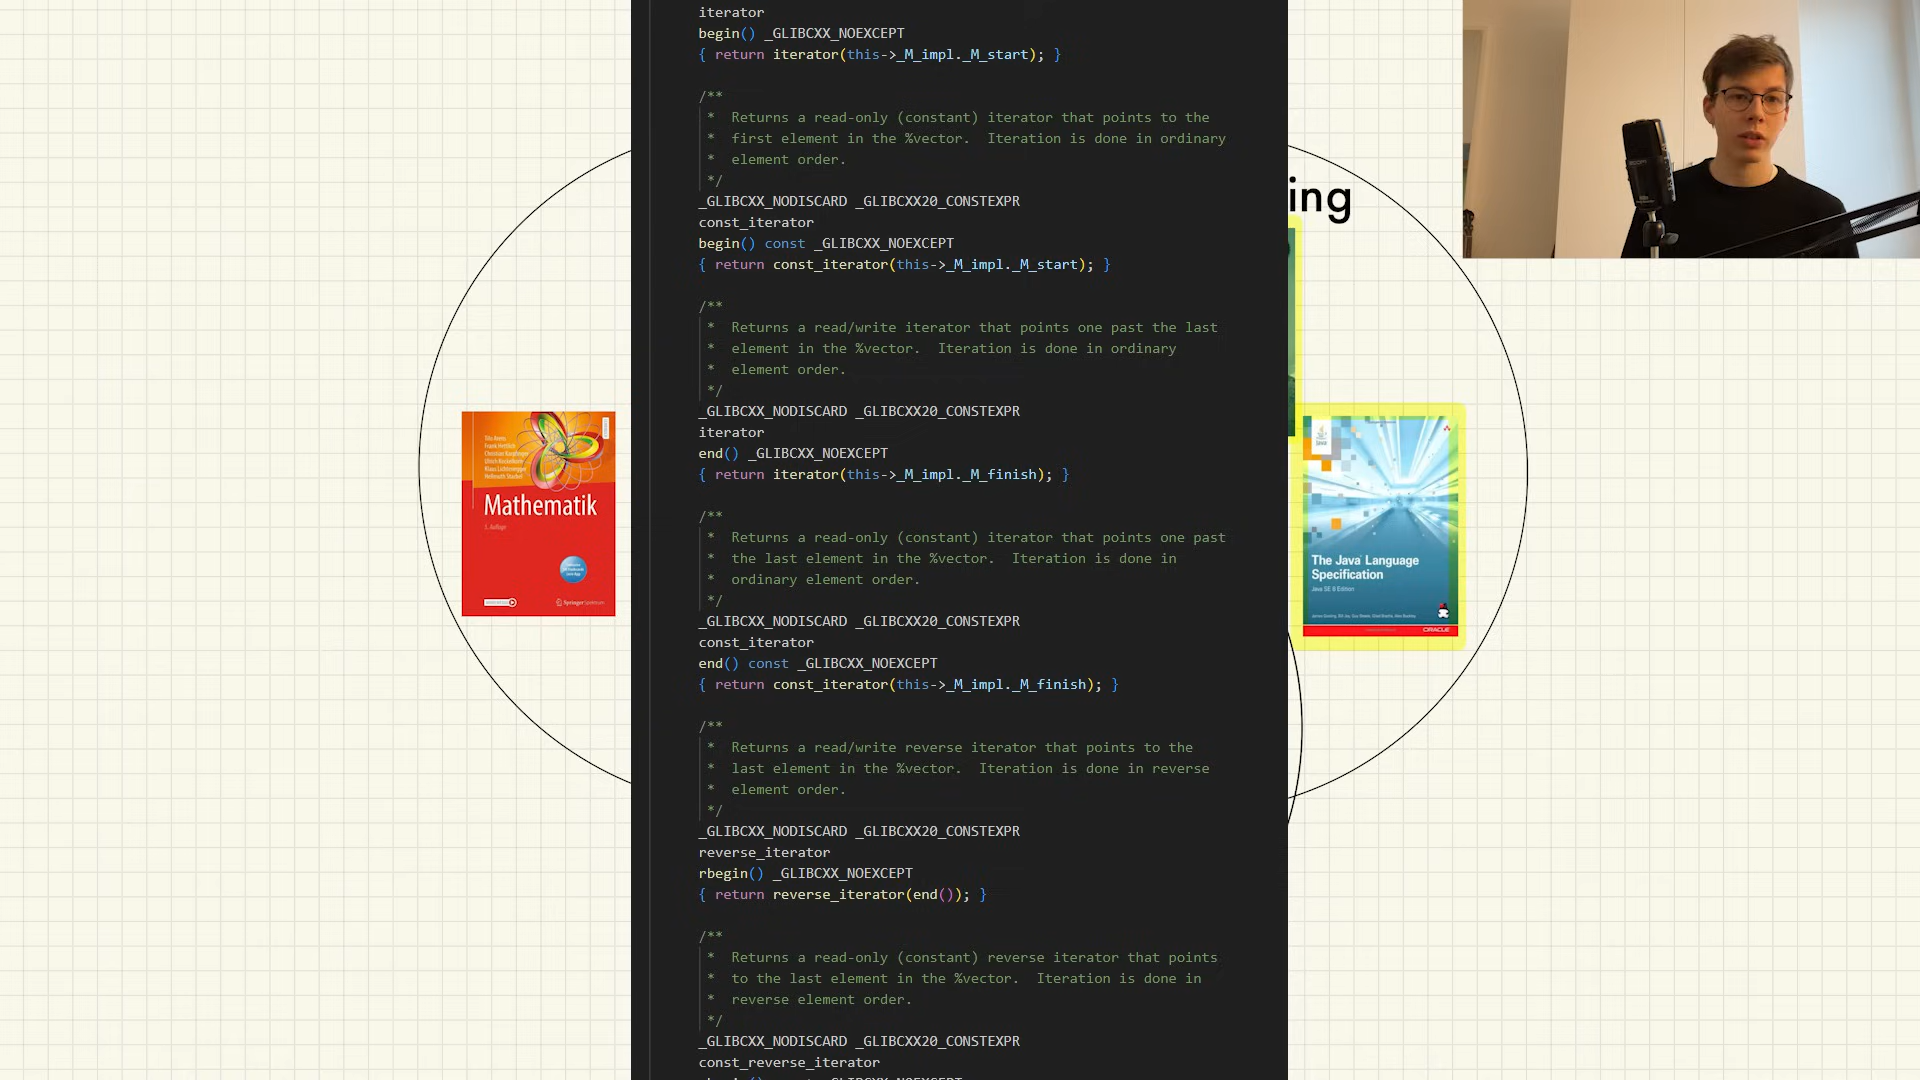 iterator
begin() _GLIBCXX_NOEXCEPT
{ return iterator(this->_M_impl._M_start); }
/**
* Returns a read-only (constant) iterator that points to the
* first element in the %vector. Iteration is done in ordinary
* element order.
*/
_GLIBCXX_NODISCARD _GLIBCXX20_CONSTEXPR
const_iterator
begin() const _GLIBCXX_NOEXCEPT
{ return const_iterator(this->_M_impl._M_start); }
/**
* Returns a read/write iterator that points one past the last
* element in the %vector. Iteration is done in ordinary
* element order.
*/
_GLIBCXX_NODISCARD _GLIBCXX20_CONSTEXPR
iterator
end() _GLIBCXX_NOEXCEPT
{ return iterator(this->_M_impl._M_finish); }
/**
* Returns a read-only (constant) iterator that points one past
* the last element in the %vector. Iteration is done in
* ordinary element order.
*/
_GLIBCXX_NODISCARD _GLIBCXX20_CONSTEXPR
const_iterator
end() const _GLIBCXX_NOEXCEPT
{ return const_iterator(this->_M_impl._M_finish); }
/**
* Returns a read/write reverse iterator that points to the
* last element in the %vector. Iteration is done in reverse
* element order.
*/
_GLIBCXX_NODISCARD _GLIBCXX20_CONSTEXPR
reverse_iterator
rbegin() _GLIBCXX_NOEXCEPT
{ return reverse_iterator(end()); }
/**
* Returns a read-only (constant) reverse iterator that points
* to the last element in the %vector. Iteration is done in
* reverse element order.
*/
_GLIBCXX_NODISCARD _GLIBCXX20_CONSTEXPR
const_reverse_iterator
ing
Mathematik
Springer Spektrum
Java
The Java Language
Specification
Java SE 8 Edition
ORACLE